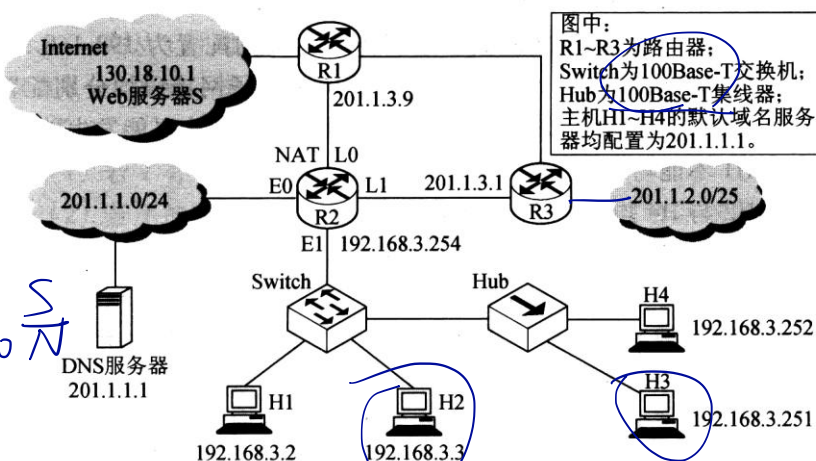 Internet
130.18.10.1
Web服务器S
R1
201.1.3.9
图中：
R1~R3为路由器；
Switch为100Base-T交换机；
Hub为100Base-T集线器；
主机H1~H4的默认域名服务
器均配置为201.1.1.1。
NAT
L0
201.1.1.0/24
E0
L1
R2
201.1.3.1
R3
201.1.2.0/25
E1
192.168.3.254
Switch
Hub
H4
192.168.3.252
S
N
DNS服务器
201.1.1.1
H1
192.168.3.2
H2
192.168.3.3
H3
192.168.3.251